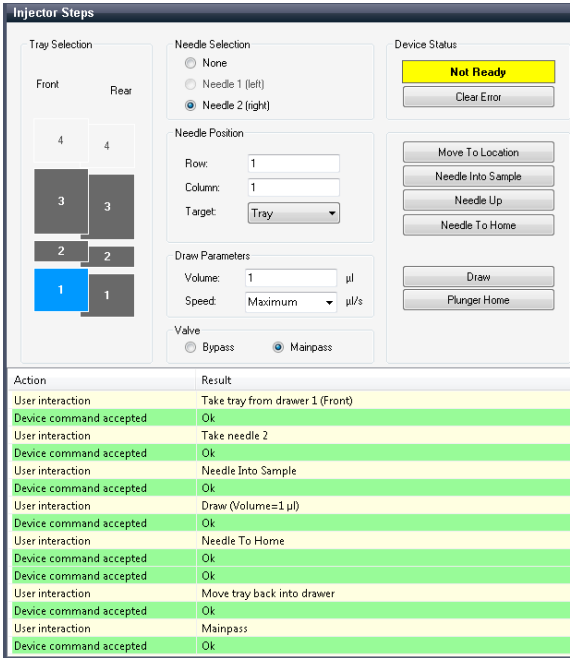 Injector Steps
Tray Selection
Front
Rear
4
4
3
3
2
2
1
1
Needle Selection
None
Needle 1 (left)
Needle 2 (right)
Needle Position
Row: 1
Column: 1
Target: Tray
Draw Parameters
Volume: 1 µl
Speed: Maximum µl/s
Valve
Bypass Mainpass
Device Status
Not Ready
Clear Error
Move To Location
Needle Into Sample
Needle Up
Needle To Home
Draw
Plunger Home
Action Result
User interaction Take tray from drawer 1 (Front)
Device command accepted Ok
User interaction Take needle 2
Device command accepted Ok
User interaction Needle Into Sample
Device command accepted Ok
User interaction Draw (Volume=1 µl)
Device command accepted Ok
User interaction Needle To Home
Device command accepted Ok
Device command accepted Ok
User interaction Move tray back into drawer
Device command accepted Ok
User interaction Mainpass
Device command accepted Ok